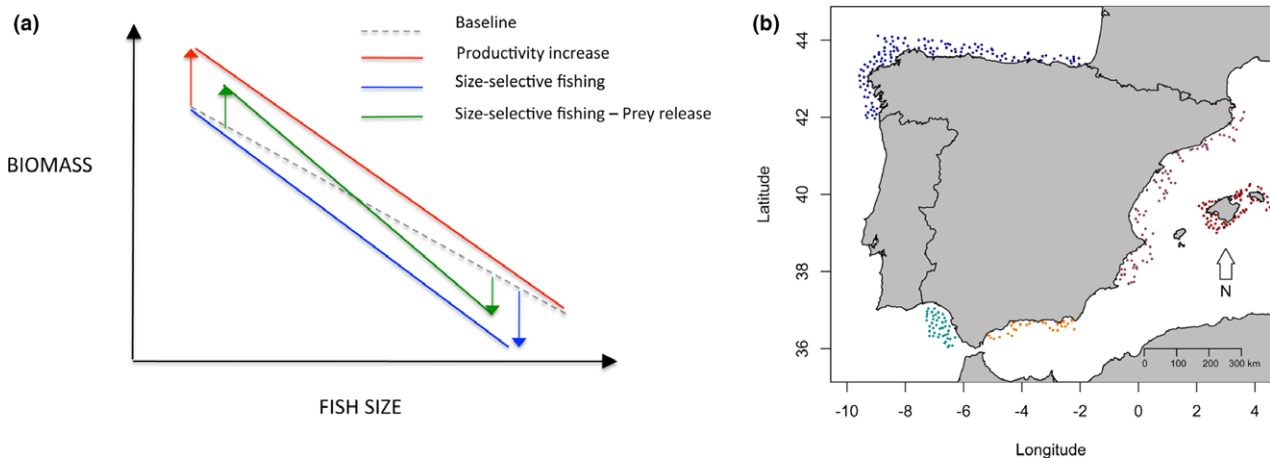 (a)
Baseline
Productivity increase
Size-selective fishing
Size-selective fishing – Prey release
BIOMASS
FISH SIZE
(b)
44
42
40
38
36
Latitude
N
0 100 200 300 km
-10 -8 -6 -4 -2 0 2 4
Longitude